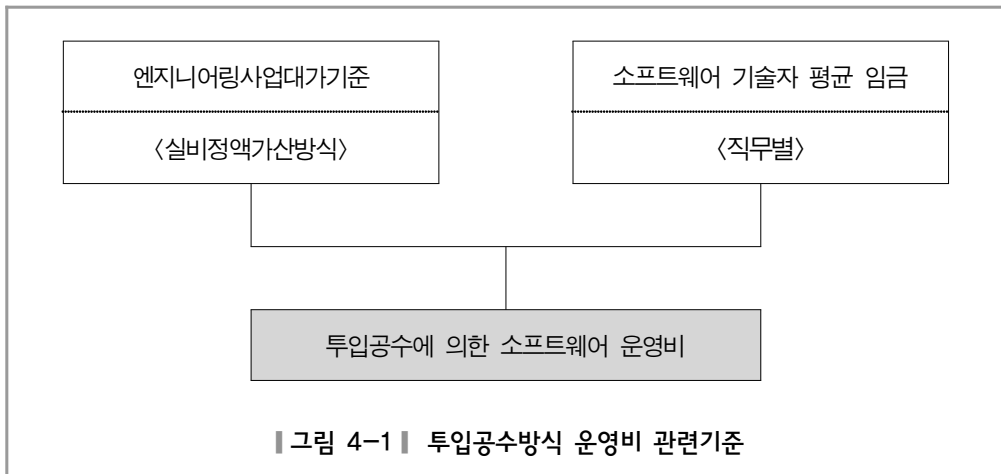 엔지니어링사업대가기준
〈실비정액가산방식〉
소프트웨어 기술자 평균 임금
〈직무별〉
투입공수에 의한 소프트웨어 운영비
‖그림 4-1‖ 투입공수방식 운영비 관련기준